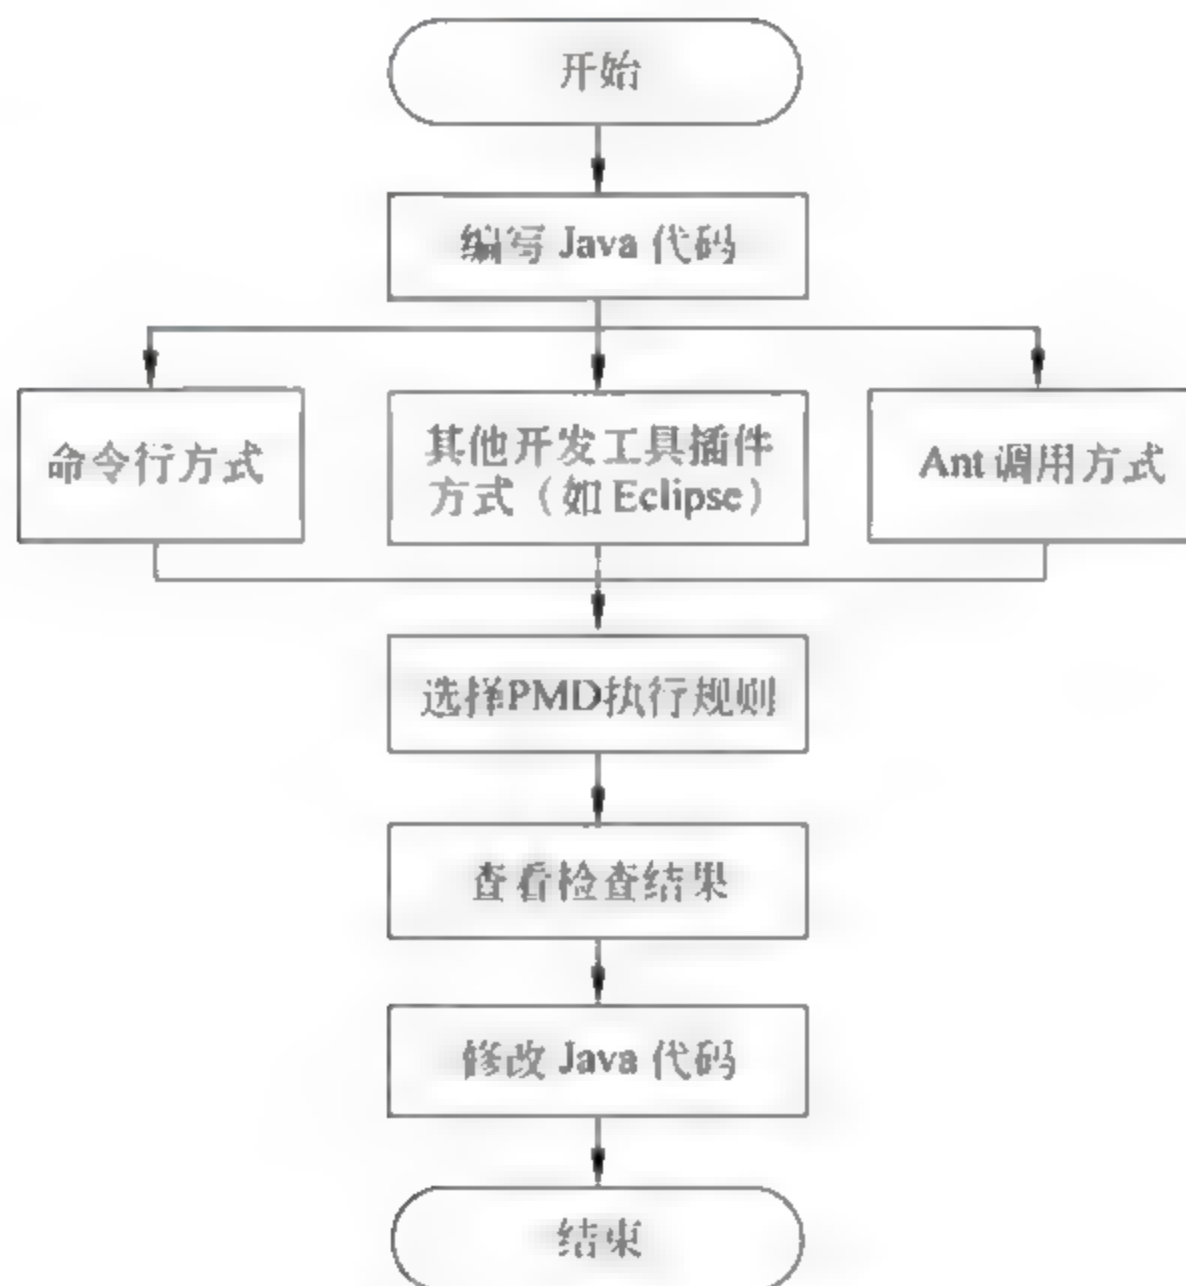 开始
编写 Java 代码
命令行方式
其他开发工具插件
方式（如 Eclipse）
Ant 调用方式
选择PMD执行规则
查看检查结果
修改 Java 代码
结束